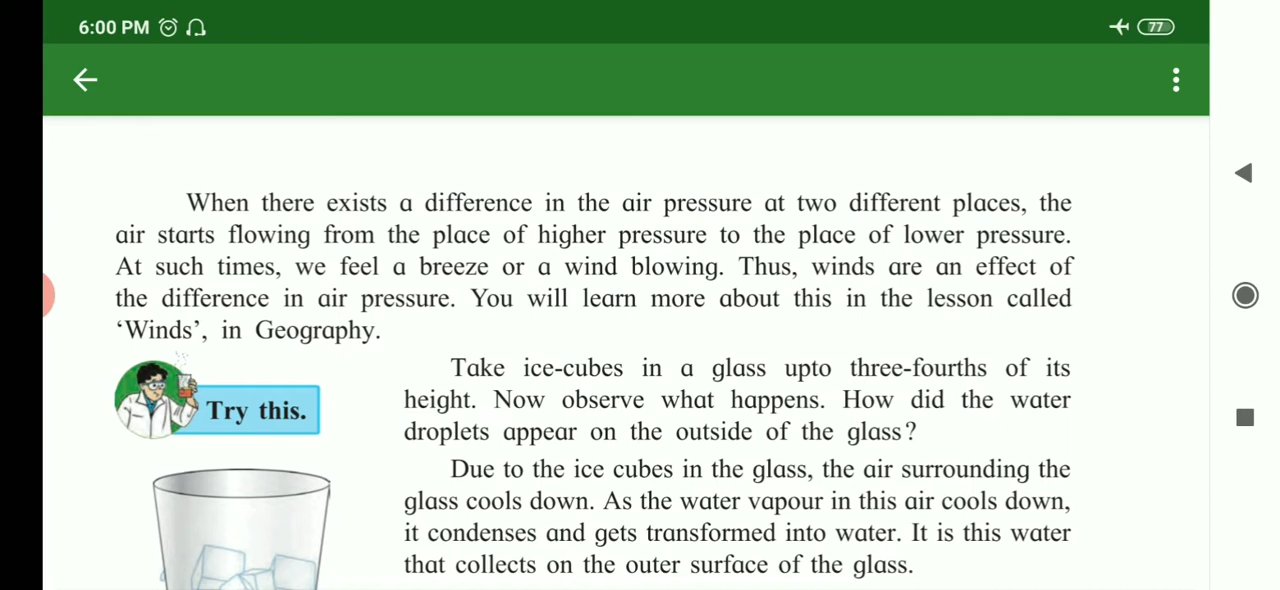 6:00 PM
77
When there exists a difference in the air pressure at two different places, the
air starts flowing from the place of higher pressure to the place of lower pressure.
At such times, we feel a breeze or a wind blowing. Thus, winds are an effect of
the difference in air pressure. You will learn more about this in the lesson called
‘Winds’, in Geography.
Try this.
Take ice-cubes in a glass upto three-fourths of its
height. Now observe what happens. How did the water
droplets appear on the outside of the glass?
Due to the ice cubes in the glass, the air surrounding the
glass cools down. As the water vapour in this air cools down,
it condenses and gets transformed into water. It is this water
that collects on the outer surface of the glass.